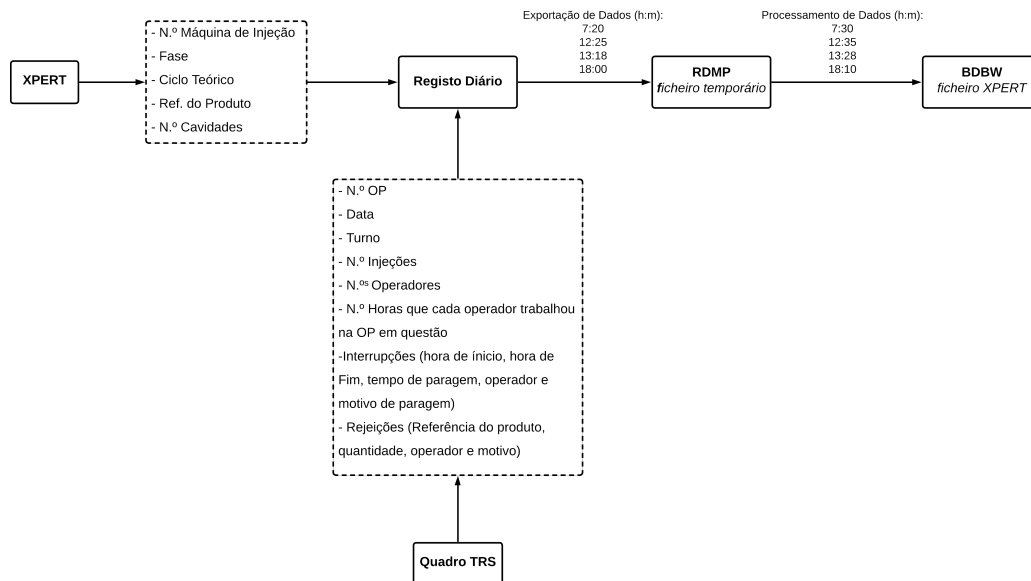 XPERT
- N.º Máquina de Injeção
- Fase
- Ciclo Teórico
- Ref. do Produto
- N.º Cavidades
Registo Diário
Exportação de Dados (h:m):
7:20
12:25
13:18
18:00
RDMP
ficheiro temporário
Processamento de Dados (h:m):
7:30
12:35
13:28
18:10
BDBW
ficheiro XPERT
- N.º OP
- Data
- Turno
- N.º Injeções
- N.ºs Operadores
- N.º Horas que cada operador trabalhou
na OP em questão
-Interrupções (hora de ínicio, hora de
Fim, tempo de paragem, operador e
motivo de paragem)
- Rejeições (Referência do produto,
quantidade, operador e motivo)
Quadro TRS